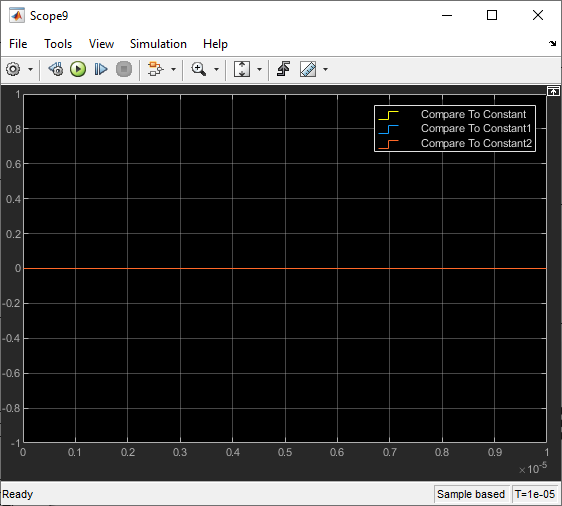 Scope9
File Tools View Simulation Help
Compare To Constant
Compare To Constant1
Compare To Constant2
1
0.8
0.6
0.4
0.2
0
-0.2
-0.4
-0.6
-0.8
-1
0 0.1 0.2 0.3 0.4 0.5 0.6 0.7 0.8 0.9 1
×10-5
Ready Sample based T=1e-05